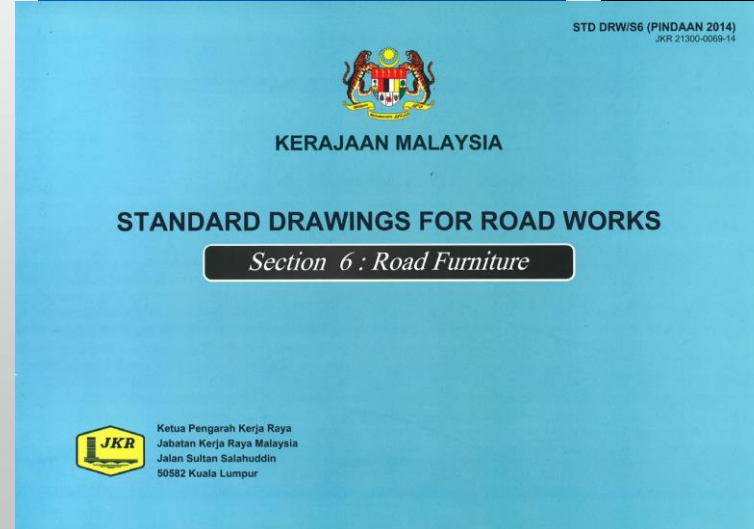 STD DRW/S6 (PINDAAN 2014)
JKR 21300-0069-14
KERAJAAN MALAYSIA
STANDARD DRAWINGS FOR ROAD WORKS
Section 6 : Road Furniture
JKR
Ketua Pengarah Kerja Raya
Jabatan Kerja Raya Malaysia
Jalan Sultan Salahuddin
50582 Kuala Lumpur